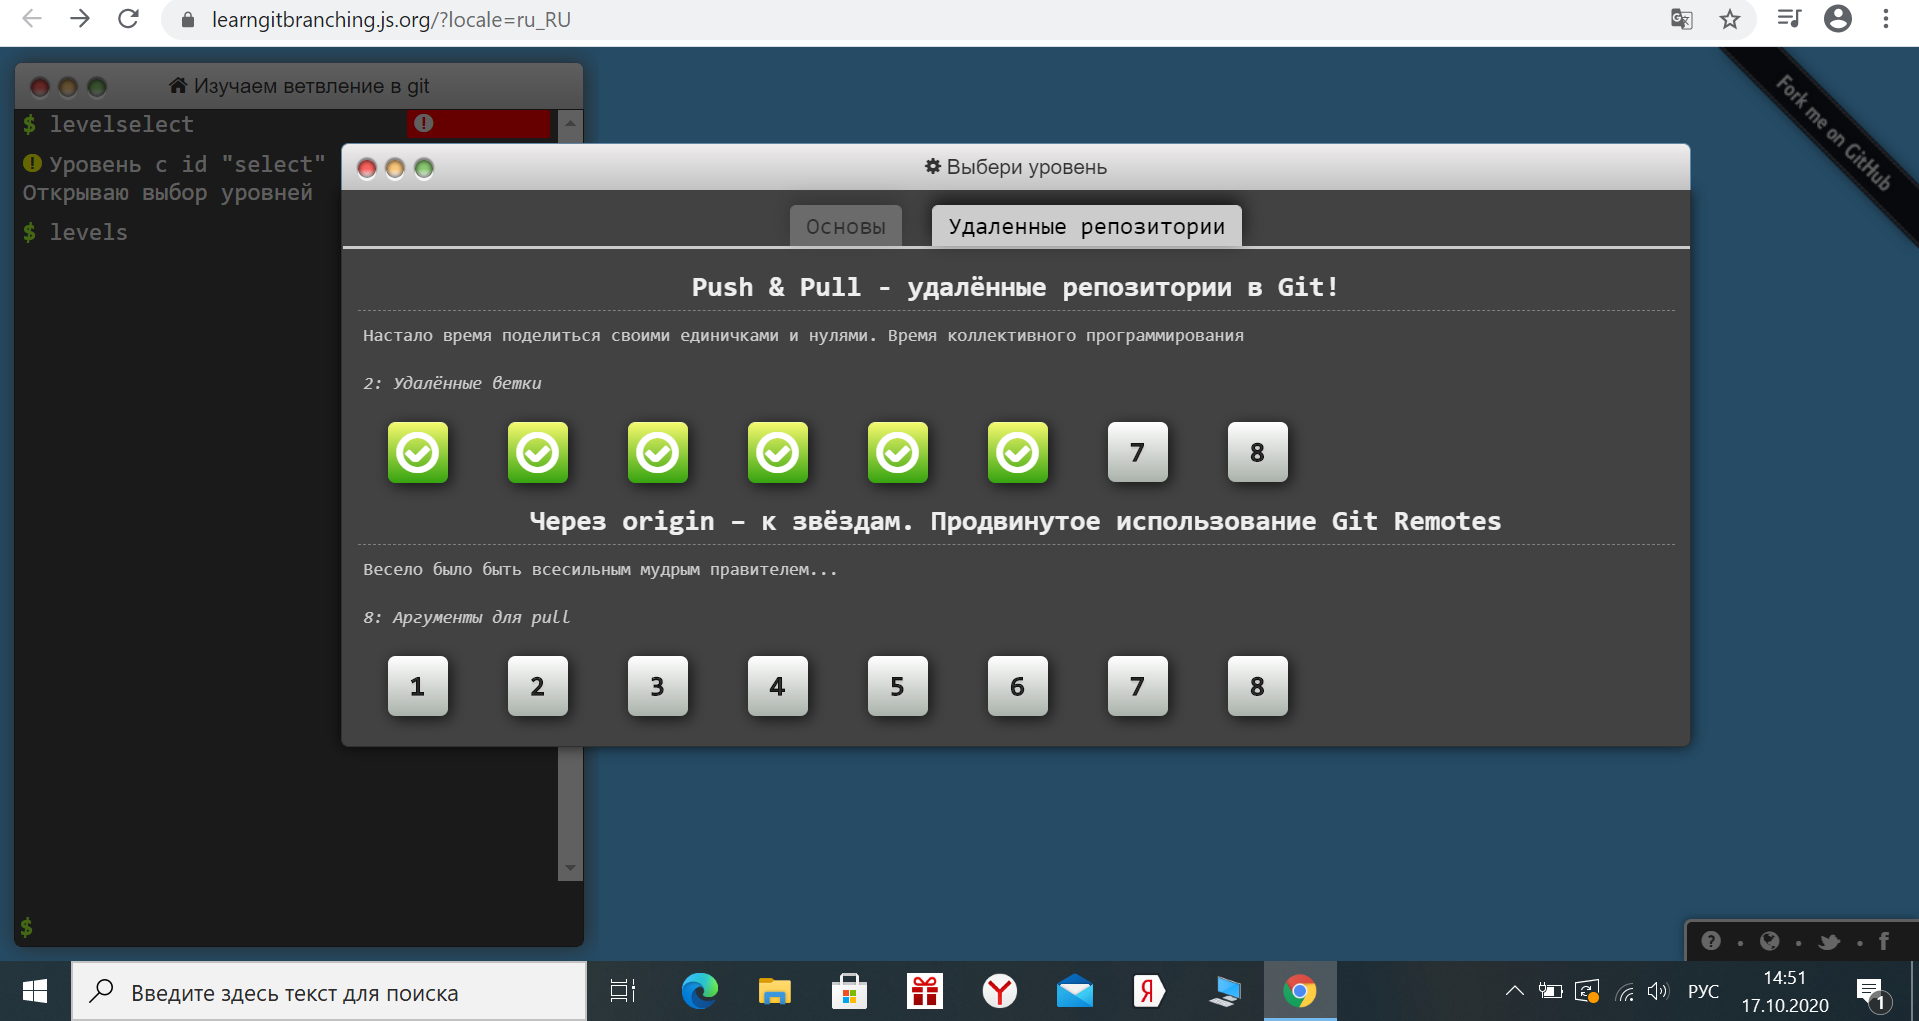 learngitbranching.js.org/?locale=ru_RU
Изучаем ветвление в git
$ levelselect
Уровень с id "select"
Открываю выбор уровней
$ levels
$
Fork me on GitHub
Выбери уровень
Основы
Удаленные репозитории
Push & Pull - удалённые репозитории в Git!
Настало время поделиться своими единичками и нулями. Время коллективного программирования
2: Удалённые ветки
7 8
Через origin – к звёздам. Продвинутое использование Git Remotes
Весело было быть всесильным мудрым правителем...
8: Аргументы для pull
1 2 3 4 5 6 7 8
Введите здесь текст для поиска
РУС
14:51
17.10.2020
1